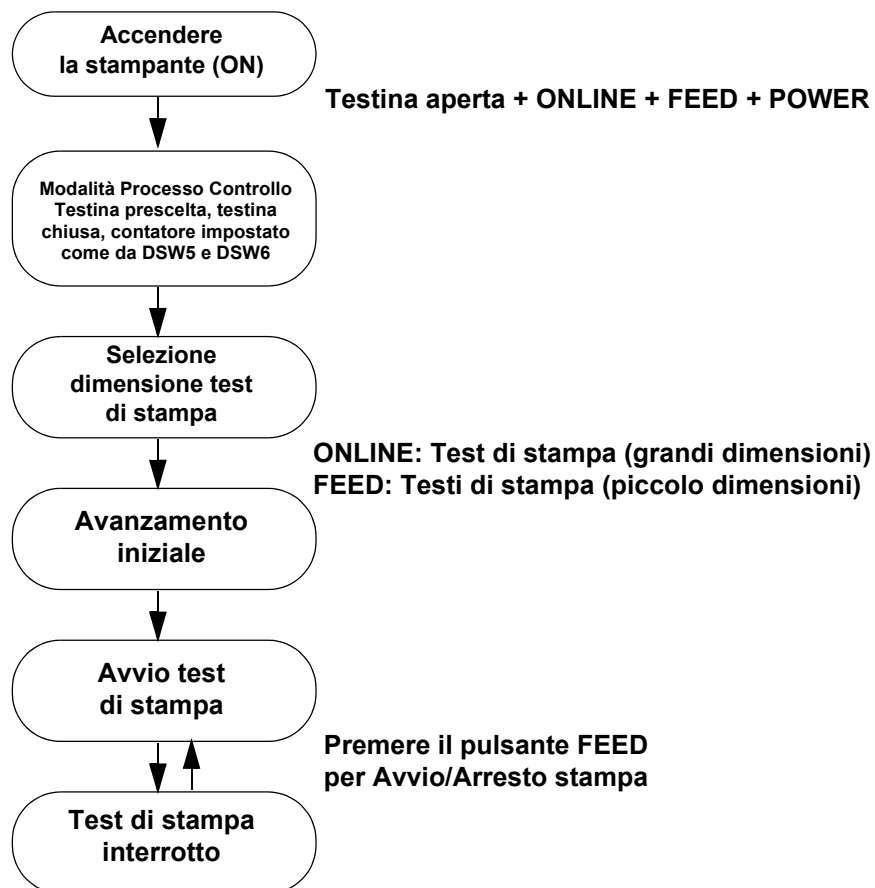 Accendere
la stampante (ON)
Testina aperta + ONLINE + FEED + POWER
Modalità Processo Controllo
Testina prescelta, testina
chiusa, contatore impostato
come da DSW5 e DSW6
Selezione
dimensione test
di stampa
ONLINE: Test di stampa (grandi dimensioni)
FEED: Testi di stampa (piccolo dimensioni)
Avanzamento
iniziale
Avvio test
di stampa
Premere il pulsante FEED
per Avvio/Arresto stampa
Test di stampa
interrotto